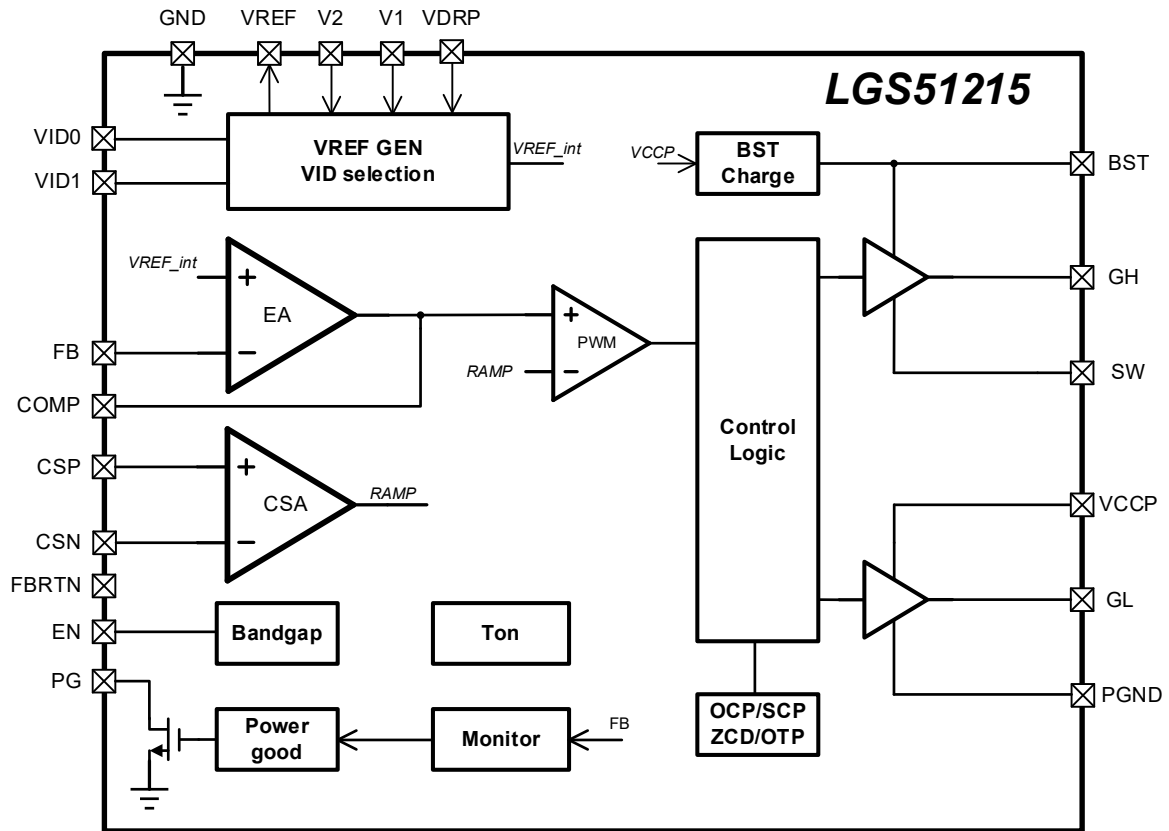 GND VREF V2 V1 VDRP
LGS51215
VID0
VREF GEN
VID selection
VREF_int
VID1
VCCP
BST
Charge
BST
VREF_int
+
EA
−
FB
COMP
+
PWM
−
RAMP
GH
SW
Control
Logic
CSP
+
CSA
−
RAMP
CSN
FBRTN
VCCP
GL
PGND
EN
Bandgap
Ton
PG
Power
good
Monitor
FB
OCP/SCP
ZCD/OTP